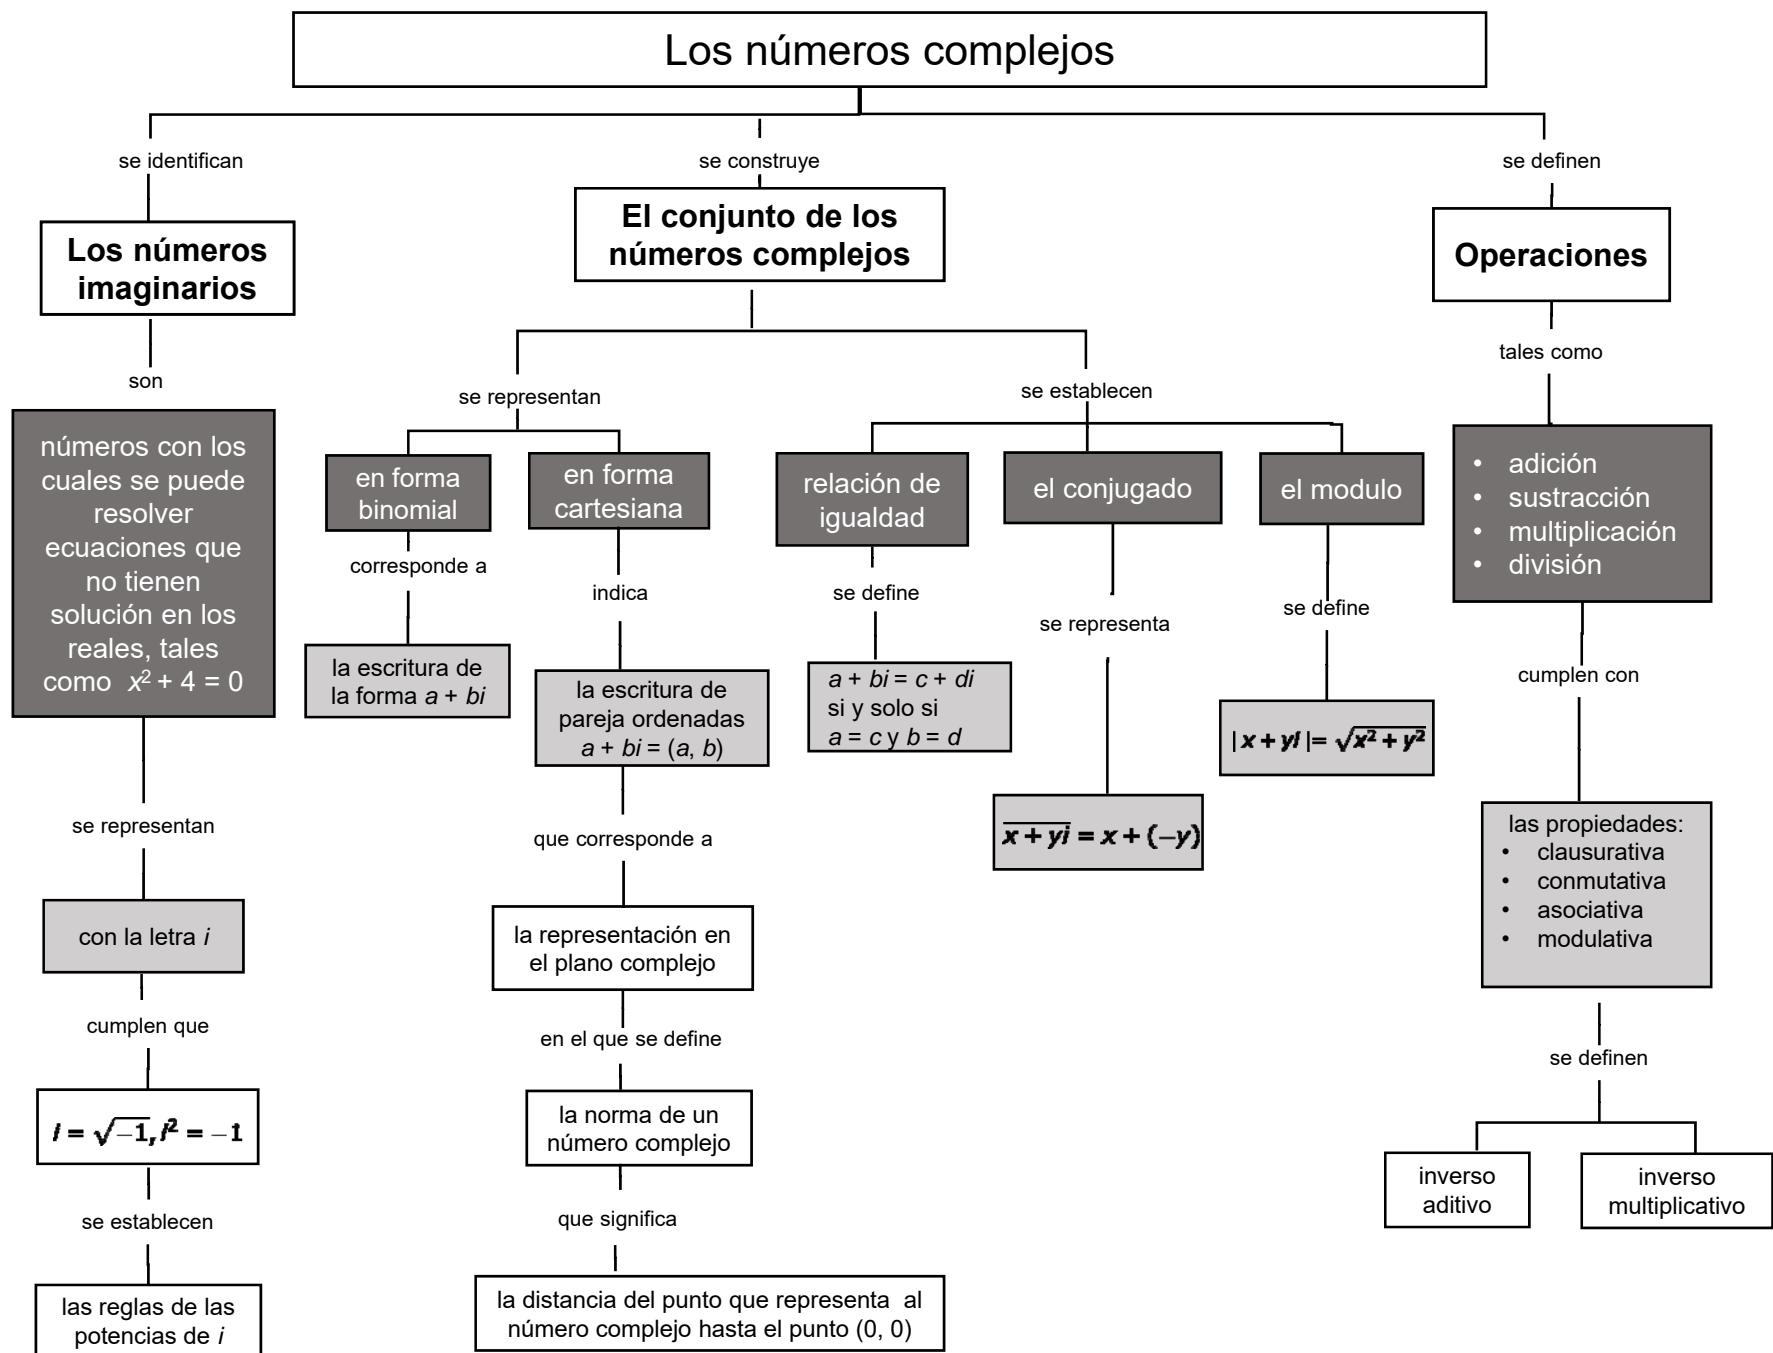 Los números complejos
se identifican
Los números
imaginarios
son
números con los
cuales se puede
resolver
ecuaciones que
no tienen
solución en los
reales, tales
como x² + 4 = 0
se representan
con la letra i
cumplen que
i = √−1, i² = −1
se establecen
las reglas de las
potencias de i
se construye
El conjunto de los
números complejos
se representan
en forma
binomial
corresponde a
la escritura de
la forma a + bi
en forma
cartesiana
indica
la escritura de
pareja ordenadas
a + bi = (a, b)
que corresponde a
la representación en
el plano complejo
en el que se define
la norma de un
número complejo
que significa
la distancia del punto que representa al
número complejo hasta el punto (0, 0)
se establecen
relación de
igualdad
se define
a + bi = c + di
si y solo si
a = c y b = d
el conjugado
se representa
x + yi̅ = x + (−y)
el modulo
se define
| x + yi |= √x² + y²
se definen
Operaciones
tales como
• adición
• sustracción
• multiplicación
• división
cumplen con
las propiedades:
• clausurativa
• conmutativa
• asociativa
• modulativa
se definen
inverso
aditivo
inverso
multiplicativo